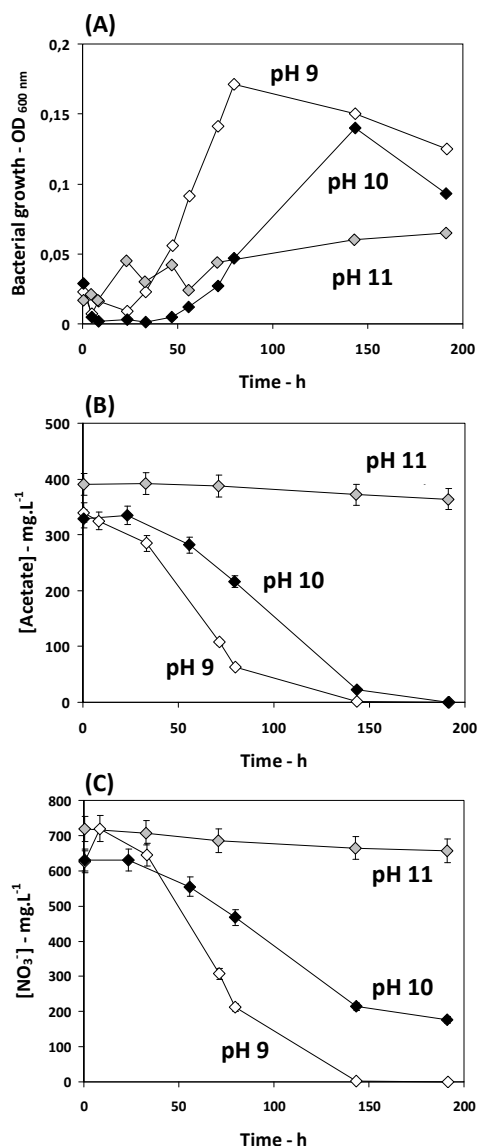 (A)
Bacterial growth - OD 600 nm
0,2
0,15
0,1
0,05
0
pH 9
pH 10
pH 11
0 50 100 150 200
Time - h
(B)
[Acetate] - mg.L-1
500
400
300
200
100
0
pH 11
pH 10
pH 9
0 50 100 150 200
Time - h
(C)
[NO3-] - mg.L-1
800
700
600
500
400
300
200
100
0
pH 11
pH 10
pH 9
0 50 100 150 200
Time - h